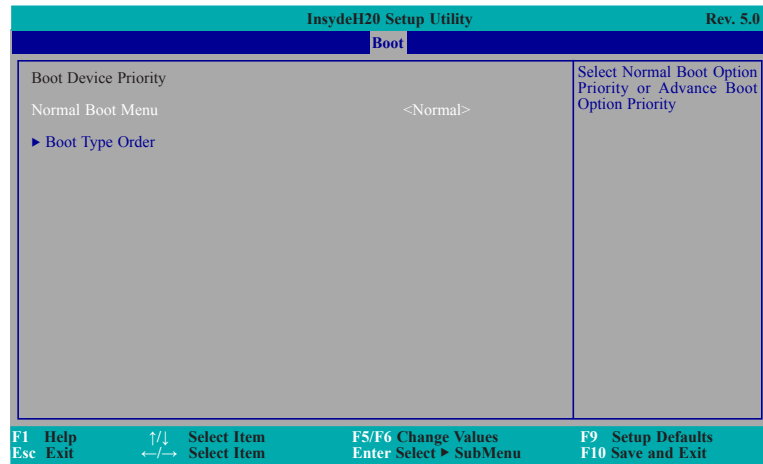 InsydeH20 Setup Utility Rev. 5.0
Boot
Boot Device Priority
Normal Boot Menu <Normal>
▶ Boot Type Order
Select Normal Boot Option
Priority or Advance Boot
Option Priority
F1 Help ↑/↓ Select Item F5/F6 Change Values F9 Setup Defaults
Esc Exit ←/→ Select Item Enter Select ▶ SubMenu F10 Save and Exit